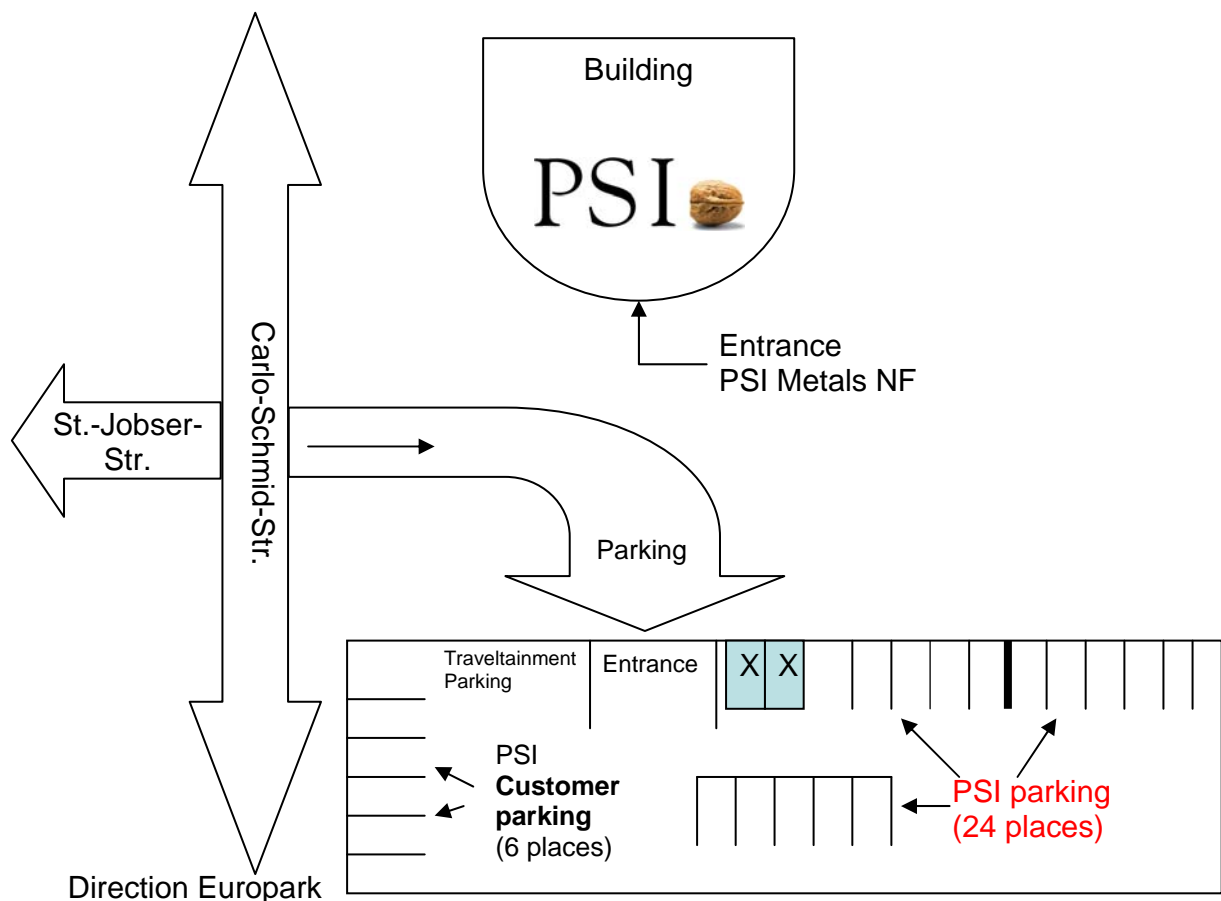 Building
PSI
Entrance
PSI Metals NF
Carlo-Schmid-Str.
St.-Jobser-
Str.
Parking
Traveltainment
Parking
Entrance
X X
PSI
Customer
parking
(6 places)
PSI parking
(24 places)
Direction Europark